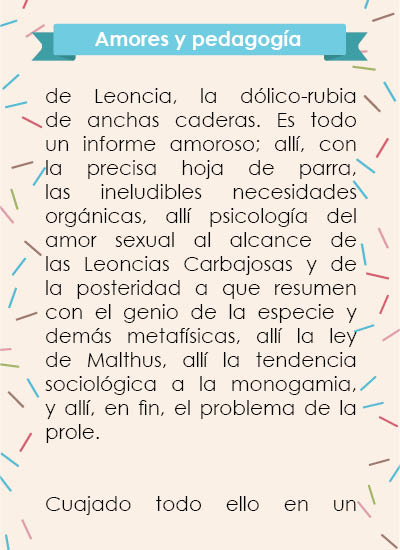 Amores y pedagogía
de Leoncia, la dólico-rubia
de anchas caderas. Es todo
un informe amoroso; allí, con
la precisa hoja de parra,
las ineludibles necesidades
orgánicas, allí psicología del
amor sexual al alcance de
las Leoncias Carbajosas y de
la posteridad a que resumen
con el genio de la especie y
demás metafísicas, allí la ley
de Malthus, allí la tendencia
sociológica a la monogamia,
y allí, en fin, el problema de la
prole.
Cuajado todo ello en un